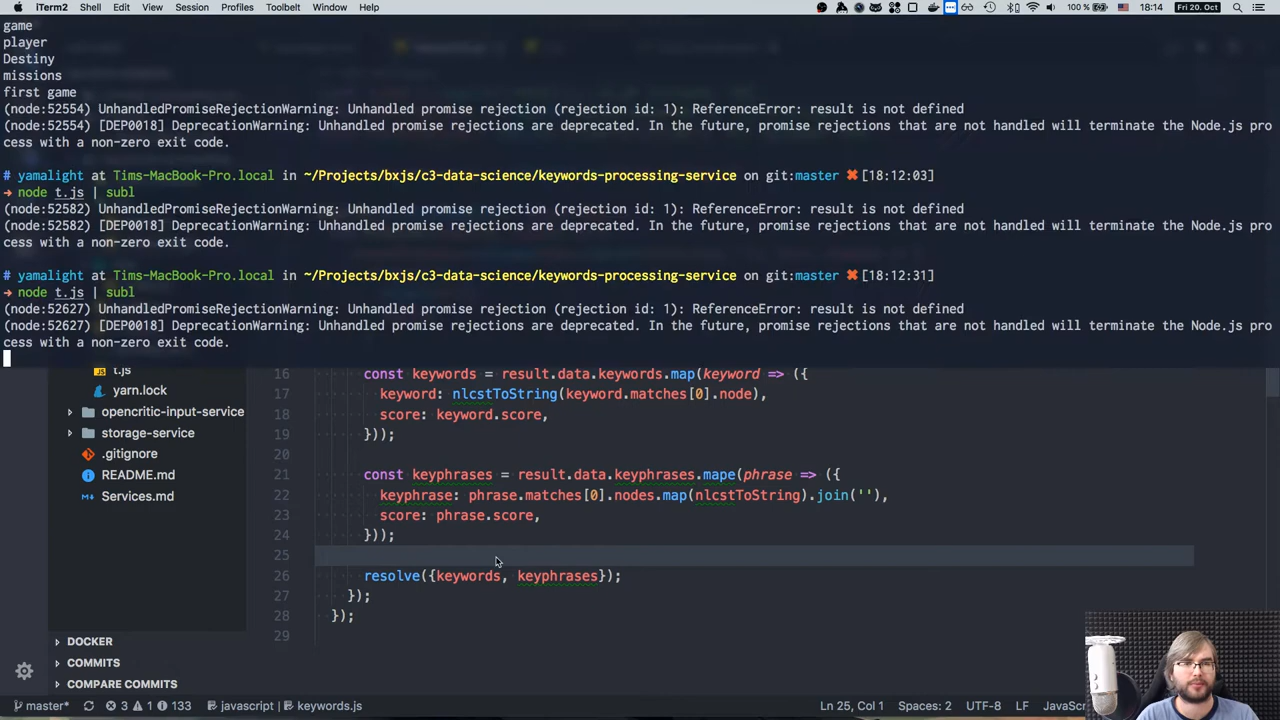 iTerm2 Shell Edit View Session Profiles Toolbelt Window Help 100 % 18:14 Fri 20. Oct
game
player
Destiny
missions
first game
(node:52554) UnhandledPromiseRejectionWarning: Unhandled promise rejection (rejection id: 1): ReferenceError: result is not defined
(node:52554) [DEP0018] DeprecationWarning: Unhandled promise rejections are deprecated. In the future, promise rejections that are not handled will terminate the Node.js pro
cess with a non-zero exit code.
# yamalight at Tims-MacBook-Pro.local in ~/Projects/bxjs/c3-data-science/keywords-processing-service on git:master ✖ [18:12:03]
→ node t.js | subl
(node:52582) UnhandledPromiseRejectionWarning: Unhandled promise rejection (rejection id: 1): ReferenceError: result is not defined
(node:52582) [DEP0018] DeprecationWarning: Unhandled promise rejections are deprecated. In the future, promise rejections that are not handled will terminate the Node.js pro
cess with a non-zero exit code.
# yamalight at Tims-MacBook-Pro.local in ~/Projects/bxjs/c3-data-science/keywords-processing-service on git:master ✖ [18:12:31]
→ node t.js | subl
(node:52627) UnhandledPromiseRejectionWarning: Unhandled promise rejection (rejection id: 1): ReferenceError: result is not defined
(node:52627) [DEP0018] DeprecationWarning: Unhandled promise rejections are deprecated. In the future, promise rejections that are not handled will terminate the Node.js pro
cess with a non-zero exit code.
JS t.js
yarn.lock
opencritic-input-service
storage-service
.gitignore
README.md
Services.md
DOCKER
COMMITS
COMPARE COMMITS
16 const keywords = result.data.keywords.map(keyword => ({
17 keyword: nlcstToString(keyword.matches[0].node),
18 score: keyword.score,
19 }));
20
21 const keyphrases = result.data.keyphrases.mape(phrase => ({
22 keyphrase: phrase.matches[0].nodes.map(nlcstToString).join(''),
23 score: phrase.score,
24 }));
25
26 resolve({keywords, keyphrases});
27 });
28 });
29
master* 3 1 133 javascript | keywords.js Ln 25, Col 1 Spaces: 2 UTF-8 LF